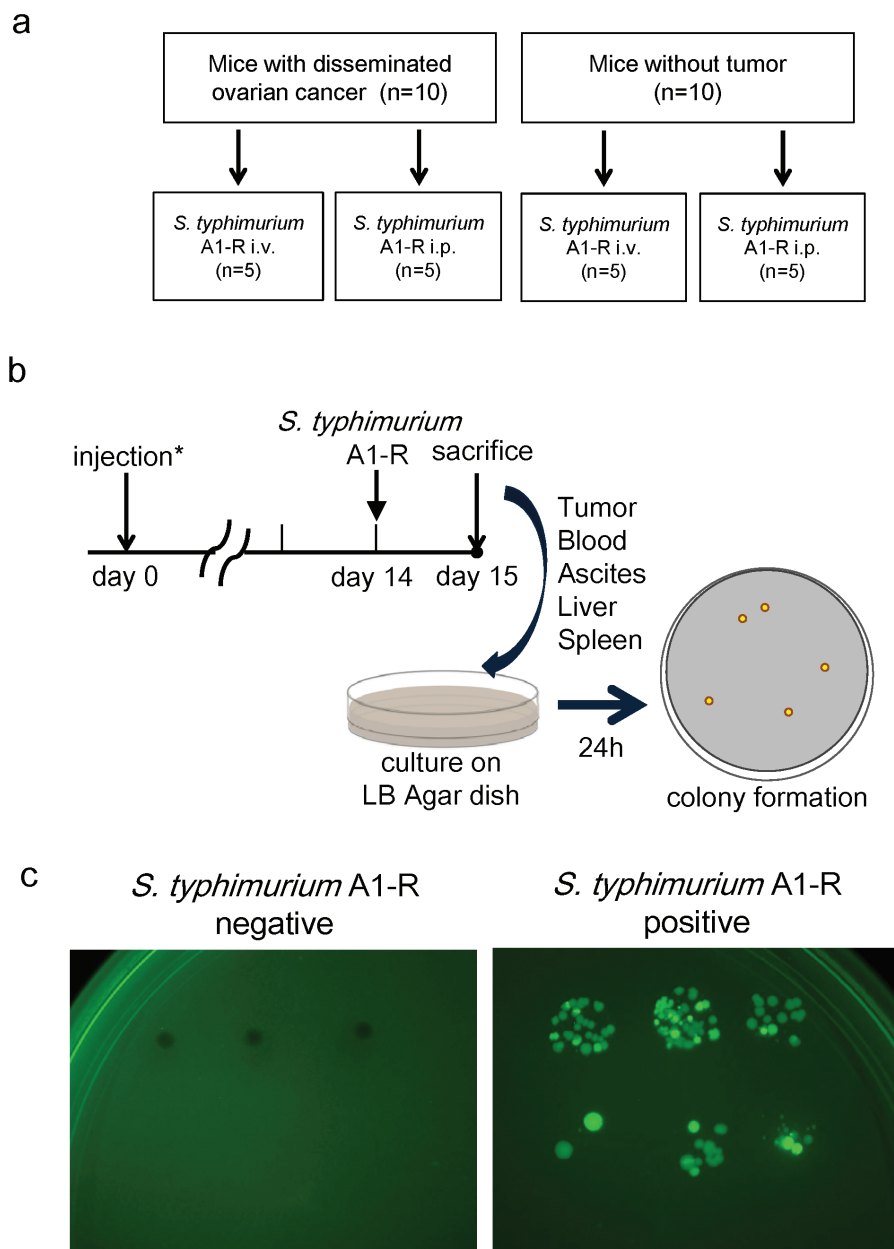 a
Mice with disseminated
ovarian cancer (n=10)
Mice without tumor
(n=10)
S. typhimurium
A1-R i.v.
(n=5)
S. typhimurium
A1-R i.p.
(n=5)
S. typhimurium
A1-R i.v.
(n=5)
S. typhimurium
A1-R i.p.
(n=5)
b
injection*
S. typhimurium
A1-R
sacrifice
day 0
day 14
day 15
Tumor
Blood
Ascites
Liver
Spleen
culture on
LB Agar dish
24h
colony formation
c
S. typhimurium A1-R
negative
S. typhimurium A1-R
positive